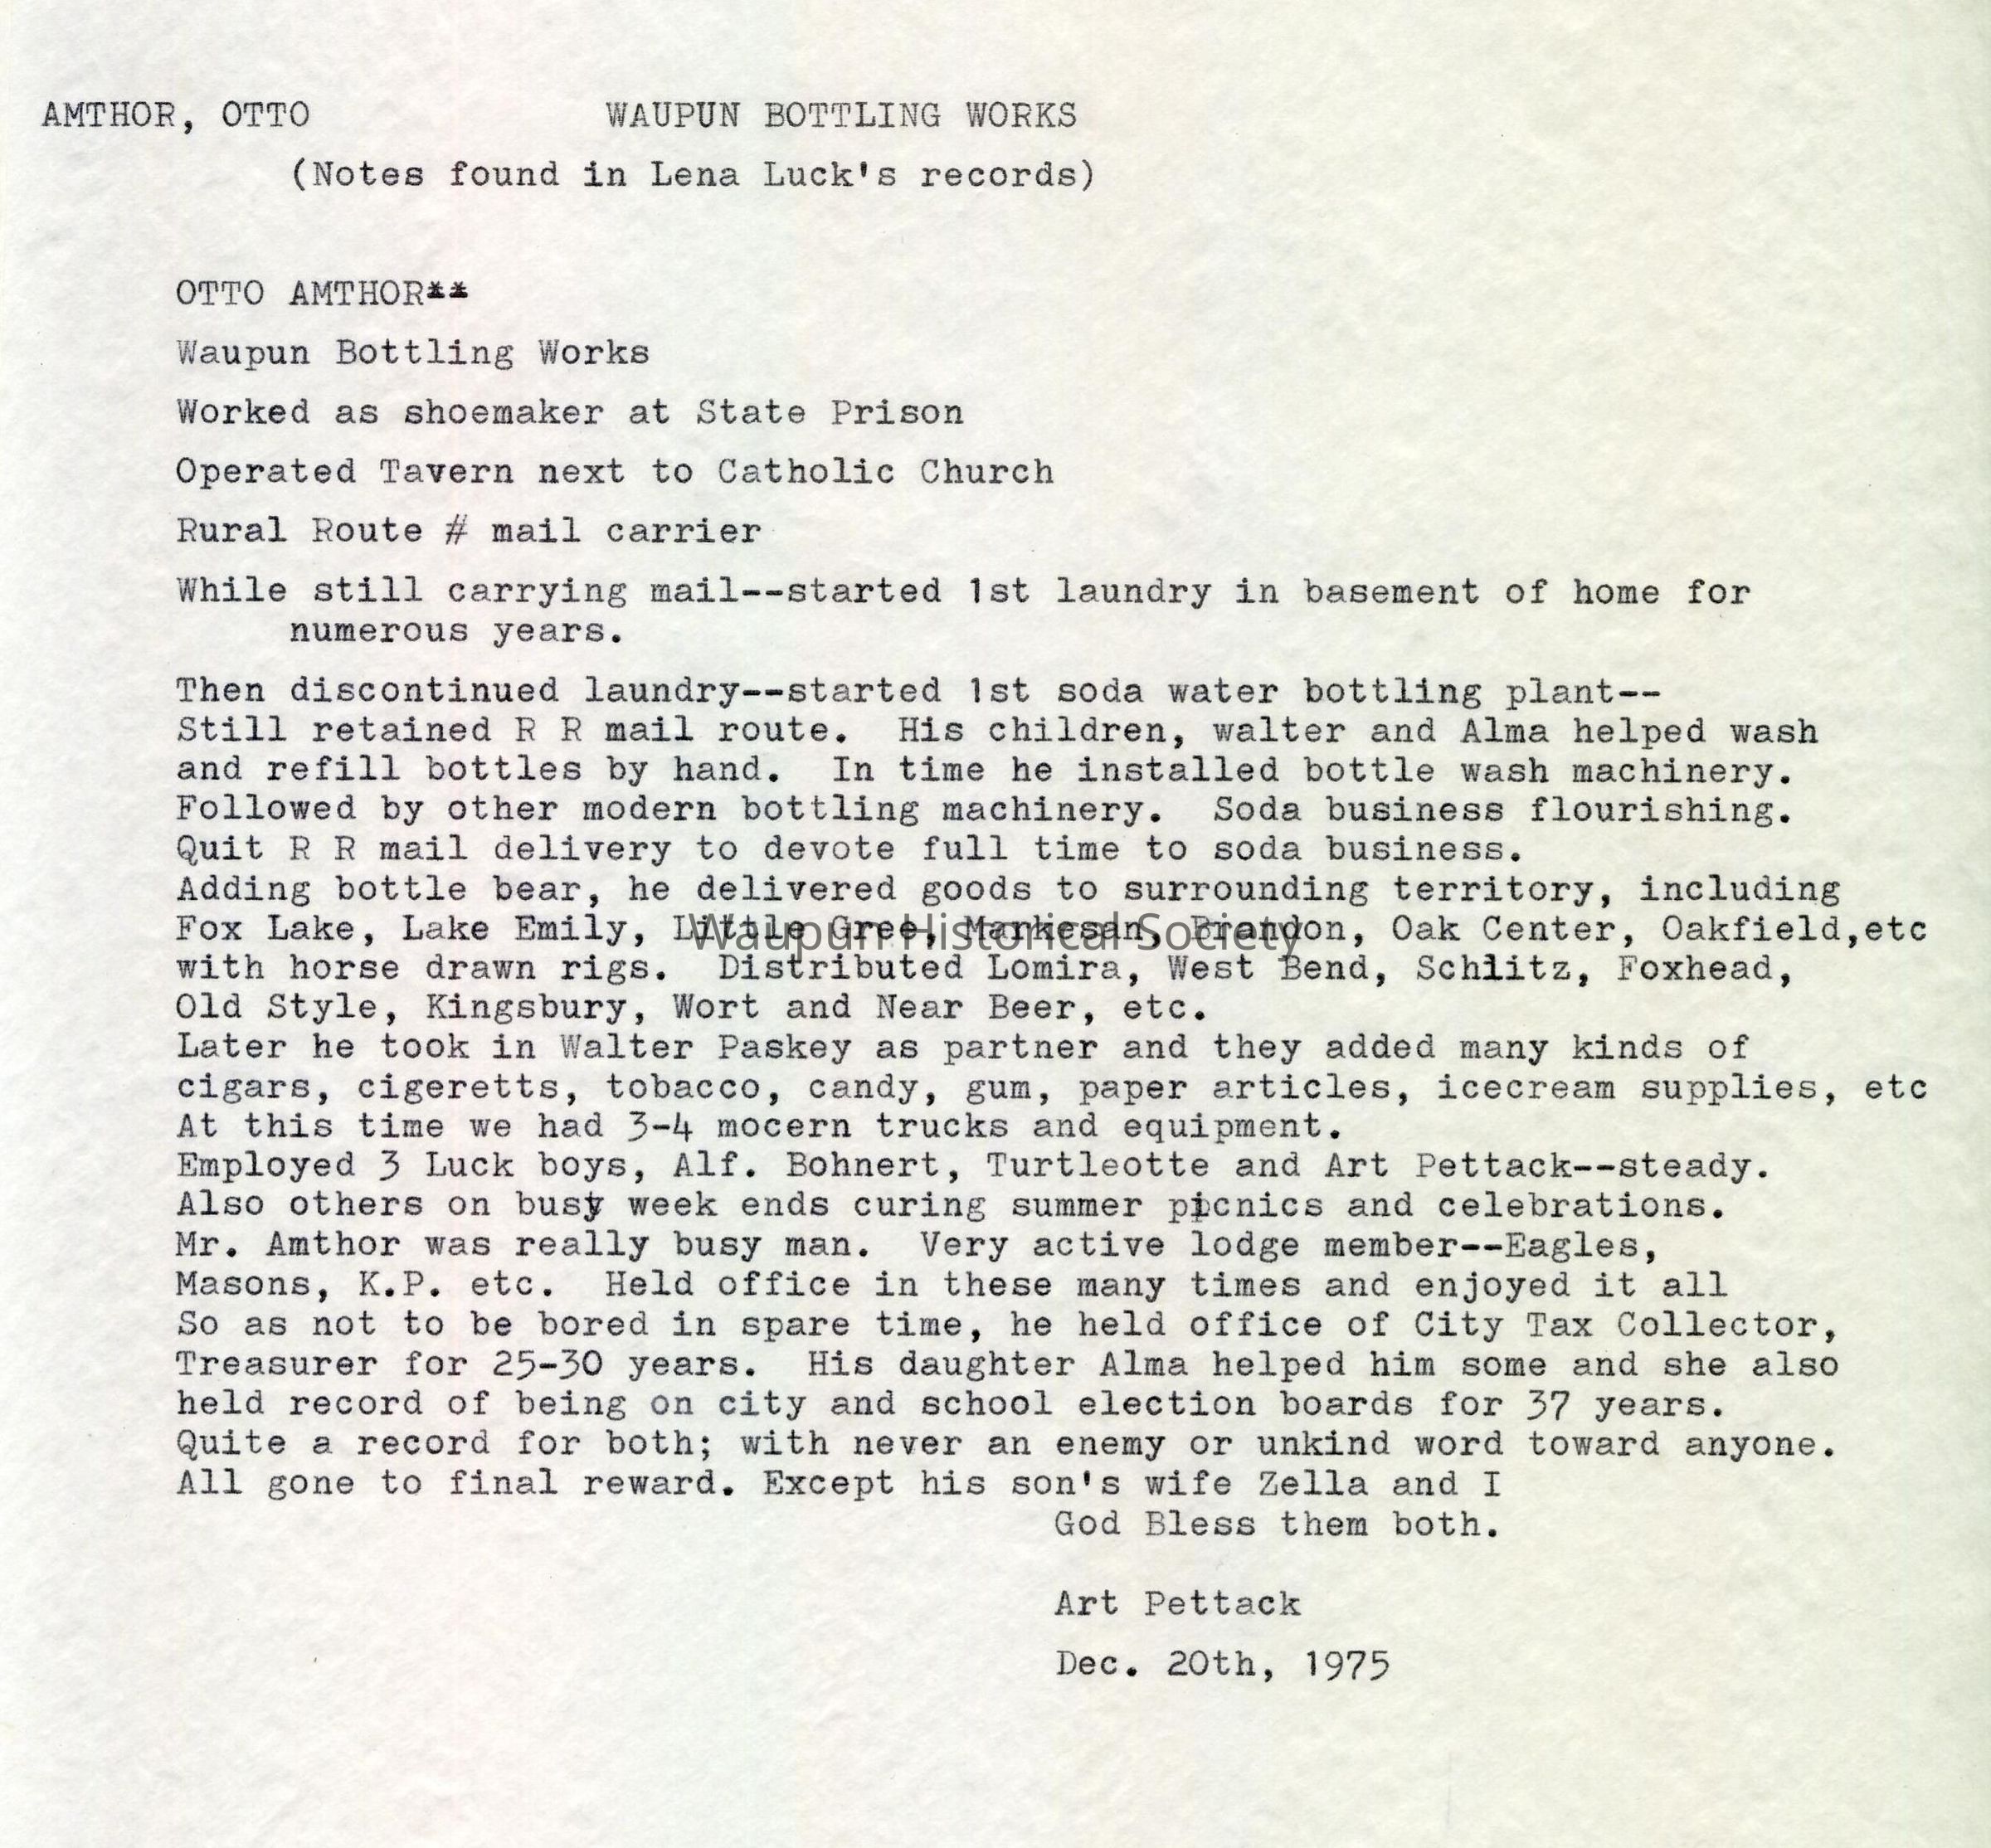 AMTHOR, OTTO WAUPUN BOTTLING WORKS
(Notes found in Lena Luck's records)
OTTO AMTHOR**
Waupun Bottling Works
Worked as shoemaker at State Prison
Operated Tavern next to Catholic Church
Rural Route # mail carrier
While still carrying mail--started 1st laundry in basement of home for
numerous years.
Then discontinued laundry--started 1st soda water bottling plant--
Still retained R R mail route. His children, walter and Alma helped wash
and refill bottles by hand. In time he installed bottle wash machinery.
Followed by other modern bottling machinery. Soda business flourishing.
Quit R R mail delivery to devote full time to soda business.
Adding bottle bear, he delivered goods to surrounding territory, including
Fox Lake, Lake Emily, Little Gree, Markesan, Brandon, Oak Center, Oakfield,etc
Waupun Historical Society
with horse drawn rigs. Distributed Lomira, West Bend, Schlitz, Foxhead,
Old Style, Kingsbury, Wort and Near Beer, etc.
Later he took in Walter Paskey as partner and they added many kinds of
cigars, cigeretts, tobacco, candy, gum, paper articles, icecream supplies, etc
At this time we had 3-4 mocern trucks and equipment.
Employed 3 Luck boys, Alf. Bohnert, Turtleotte and Art Pettack--steady.
Also others on busy week ends curing summer picnics and celebrations.
Mr. Amthor was really busy man. Very active lodge member--Eagles,
Masons, K.P. etc. Held office in these many times and enjoyed it all
So as not to be bored in spare time, he held office of City Tax Collector,
Treasurer for 25-30 years. His daughter Alma helped him some and she also
held record of being on city and school election boards for 37 years.
Quite a record for both; with never an enemy or unkind word toward anyone.
All gone to final reward. Except his son's wife Zella and I
God Bless them both.
Art Pettack
Dec. 20th, 1975